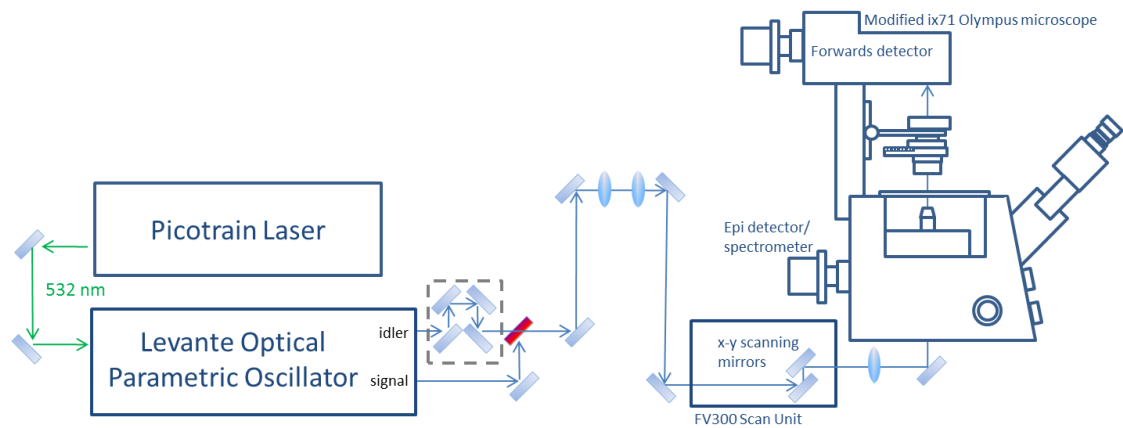 Modified ix71 Olympus microscope
Forwards detector
Picotrain Laser
Epi detector/
spectrometer
532 nm
idler
Levante Optical
Parametric Oscillator
signal
x-y scanning
mirrors
FV300 Scan Unit